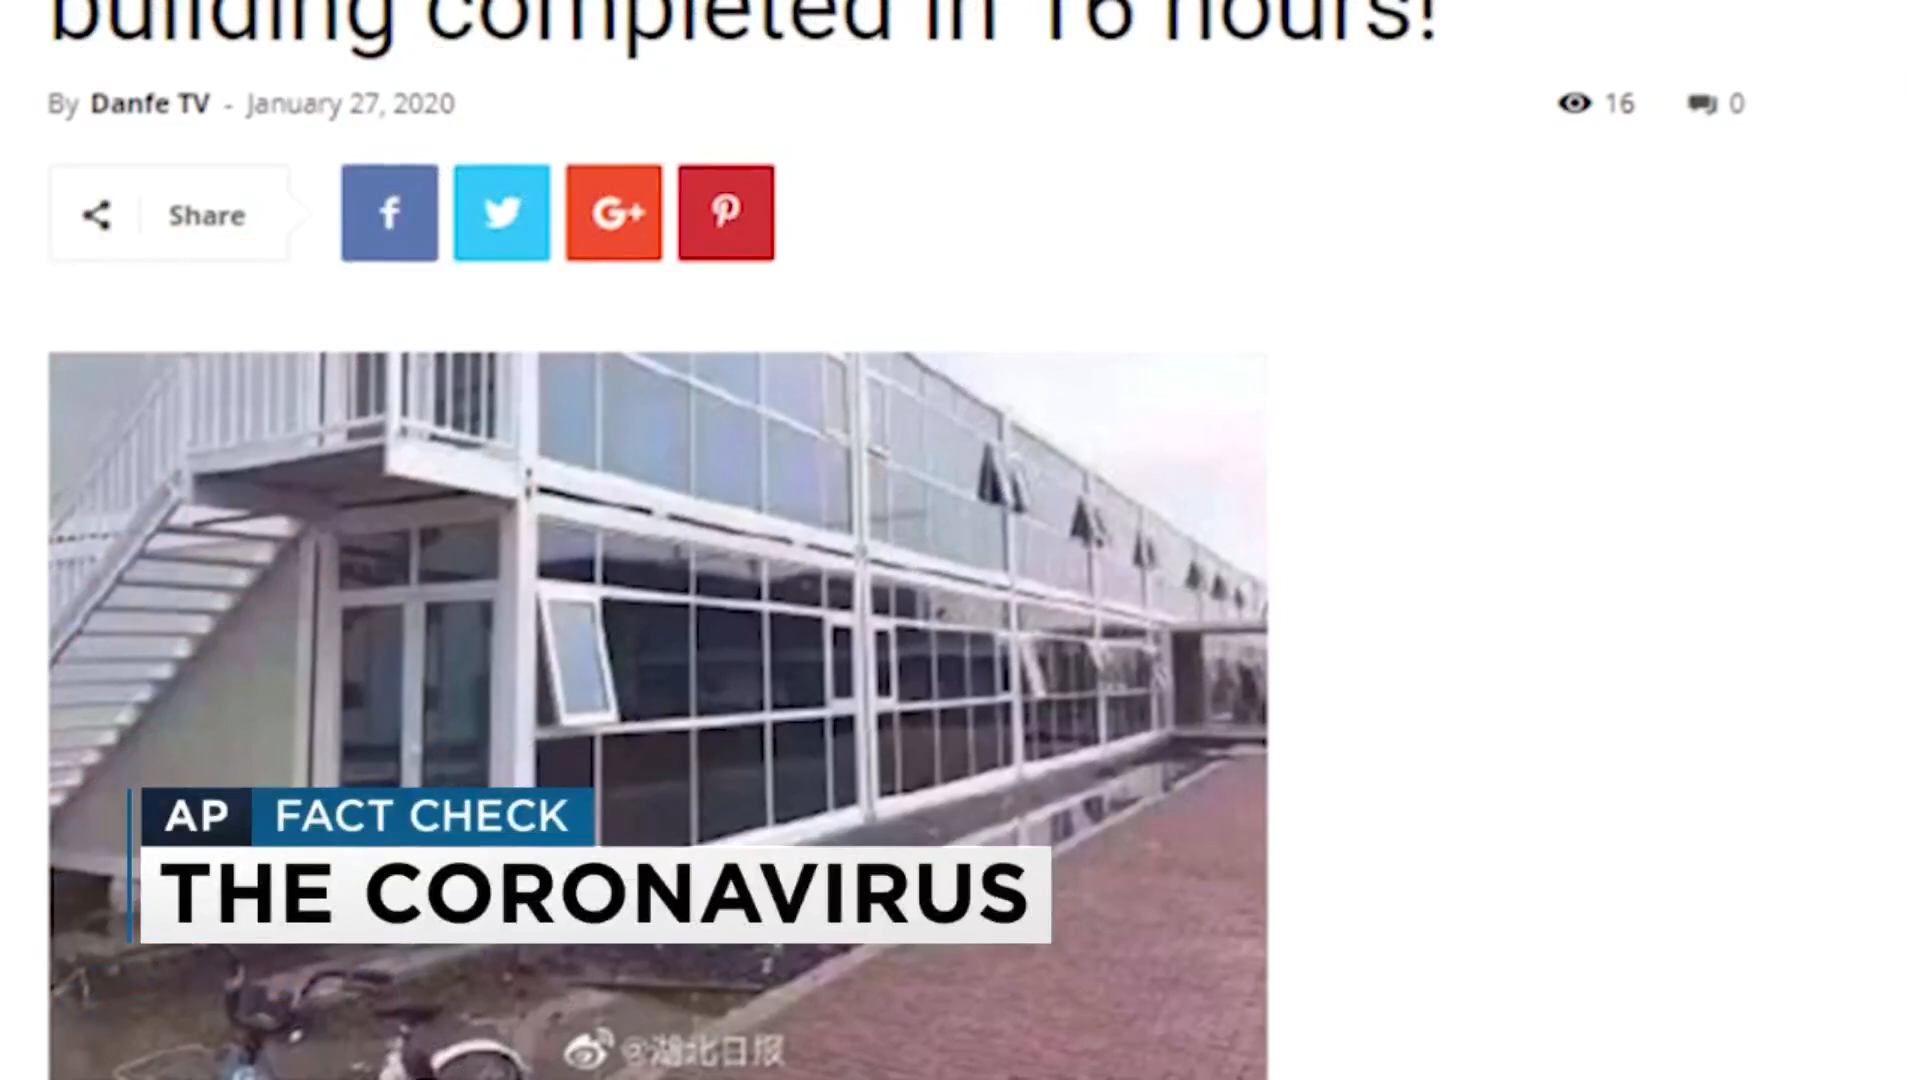 building completed in 16 hours!
By Danfe TV - January 27, 2020
16
0
Share
f
G+
AP FACT CHECK
THE CORONAVIRUS
@湖北日报